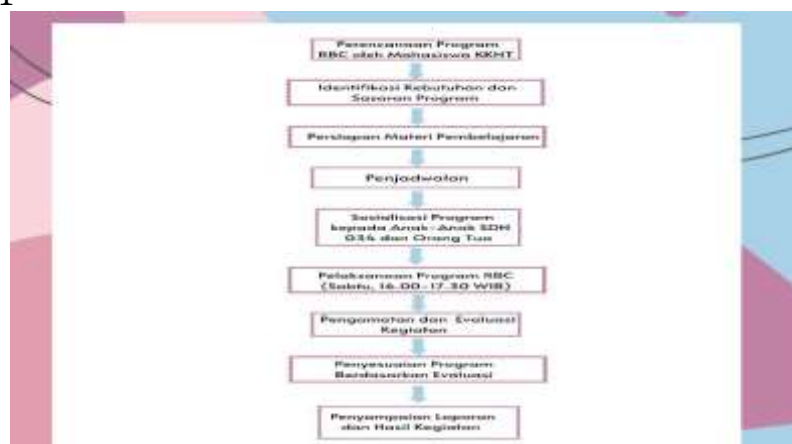 Perencanaan Program
RBC oleh Mahasiswa KKMT
Identifikasi Kebutuhan dan
Sasaran Program
Persiapan Materi Pembelajaran
Penjadwalan
Sosialisasi Program
kepada Anak-Anak SDN
034 dan Orang Tua
Pelaksanaan Program RBC
(Sabtu, 16.00-17.30 WIB)
Pengamatan dan Evaluasi
Kegiatan
Penyesuaian Program
Berdasarkan Evaluasi
Penyampaian Laporan
dan Hasil Kegiatan